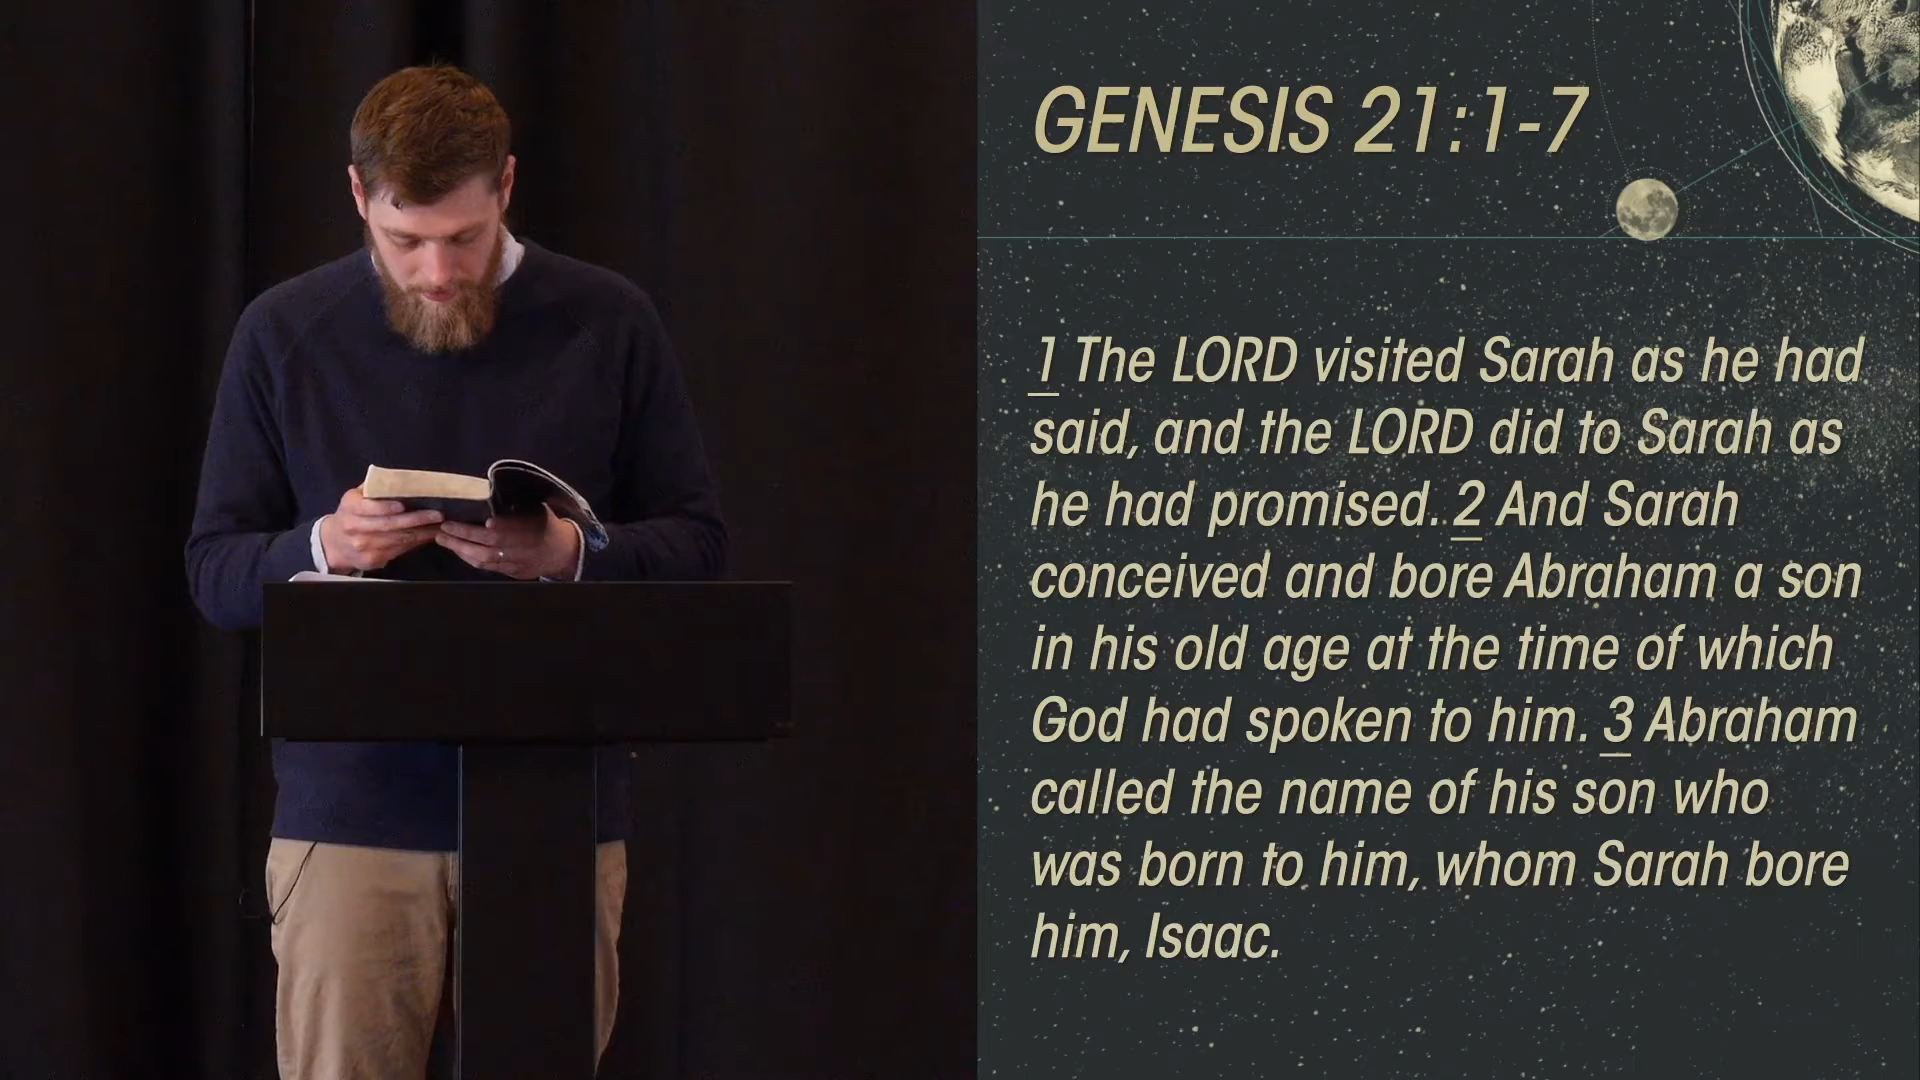 GENESIS 21:1-7
1 The LORD visited Sarah as he had
said, and the LORD did to Sarah as
he had promised. 2 And Sarah
conceived and bore Abraham a son
in his old age at the time of which
God had spoken to him. 3 Abraham
called the name of his son who
was born to him, whom Sarah bore
him, Isaac.